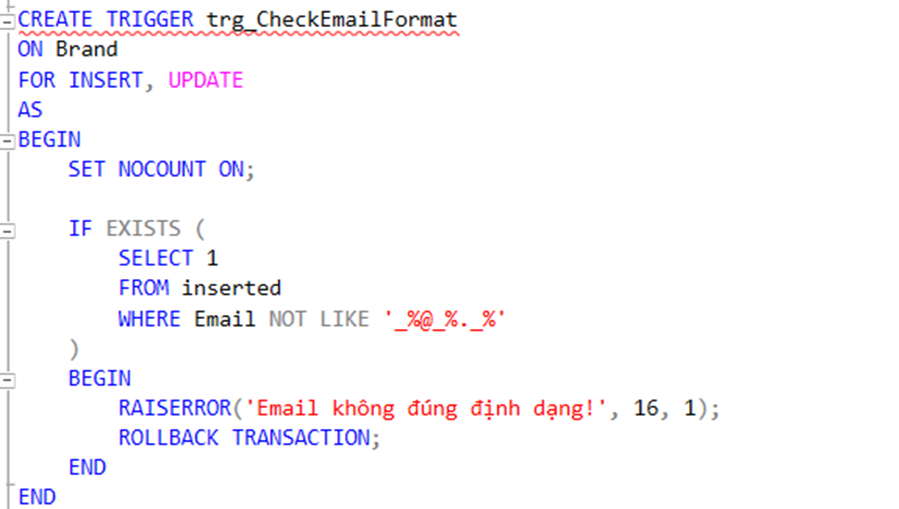 CREATE TRIGGER trg_CheckEmailFormat
ON Brand
FOR INSERT, UPDATE
AS
BEGIN
    SET NOCOUNT ON;

    IF EXISTS (
        SELECT 1
        FROM inserted
        WHERE Email NOT LIKE '_%@_%._%'
    )
    BEGIN
        RAISERROR('Email không đúng định dạng!', 16, 1);
        ROLLBACK TRANSACTION;
    END
END